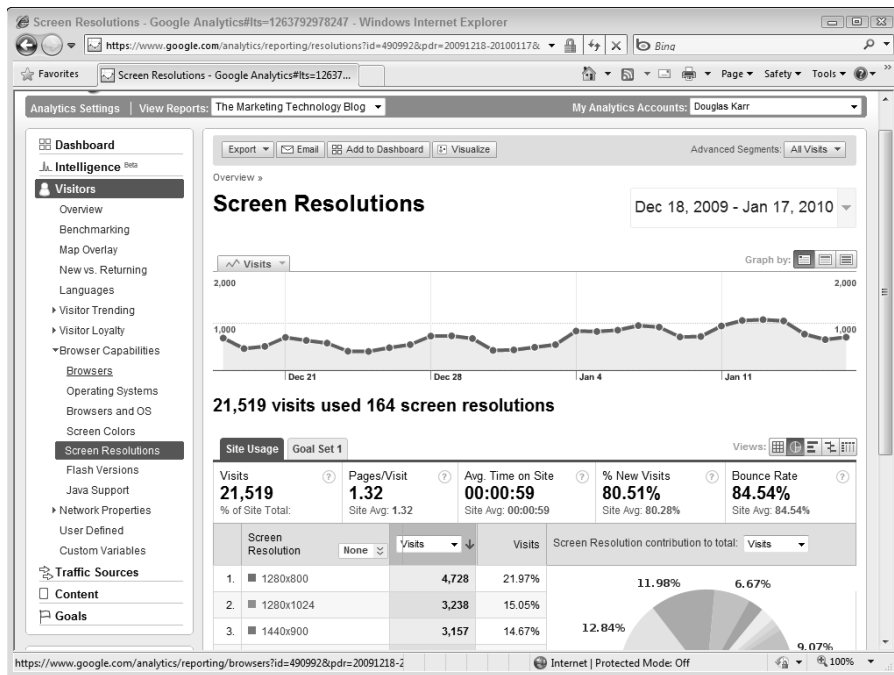 Screen Resolutions - Google Analytics#lts=1263792978247 - Windows Internet Explorer
https://www.google.com/analytics/reporting/resolutions?id=490992&pdr=20091218-20100117&
Bing
Favorites
Screen Resolutions - Google Analytics#lts=12637...
Page Safety Tools
Analytics Settings | View Reports: The Marketing Technology Blog
My Analytics Accounts: Douglas Karr
Dashboard
Intelligence Beta
Visitors
Overview
Benchmarking
Map Overlay
New vs. Returning
Languages
Visitor Trending
Visitor Loyalty
Browser Capabilities
Browsers
Operating Systems
Browsers and OS
Screen Colors
Screen Resolutions
Flash Versions
Java Support
Network Properties
User Defined
Custom Variables
Traffic Sources
Content
Goals
Export Email Add to Dashboard Visualize
Advanced Segments: All Visits
Overview »
Screen Resolutions
Dec 18, 2009 - Jan 17, 2010
Visits
Graph by:
2,000 2,000
1,000 1,000
Dec 21 Dec 28 Jan 4 Jan 11
21,519 visits used 164 screen resolutions
Site Usage Goal Set 1
Views:
Visits ? Pages/Visit ? Avg. Time on Site ? % New Visits ? Bounce Rate ?
21,519 1.32 00:00:59 80.51% 84.54%
% of Site Total: Site Avg: 1.32 Site Avg: 00:00:59 Site Avg: 80.28% Site Avg: 84.54%
Screen Resolution None Visits Visits Screen Resolution contribution to total: Visits
1. 1280x800 4,728 21.97%
2. 1280x1024 3,238 15.05%
3. 1440x900 3,157 14.67%
11.98% 6.67%
12.84%
9.07%
https://www.google.com/analytics/reporting/browsers?id=490992&pdr=20091218-2
Internet | Protected Mode: Off
100%